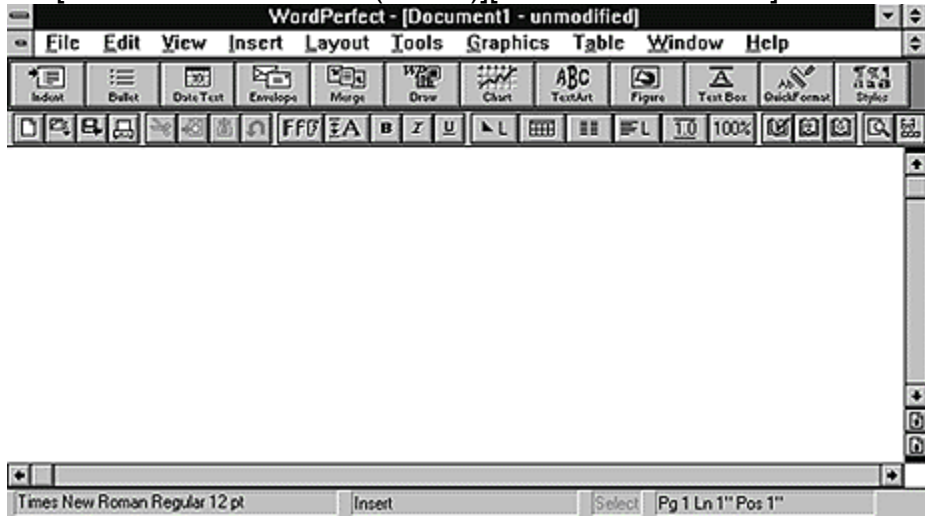 WordPerfect - [Document1 - unmodified]
File Edit View Insert Layout Tools Graphics Table Window Help
Indent Bullet Date Text Envelope Merge Draw Chart TextArt Figure Text Box QuickFormat Styles
B I U L L 1.0 100%
Times New Roman Regular 12 pt Insert Select Pg 1 Ln 1" Pos 1"